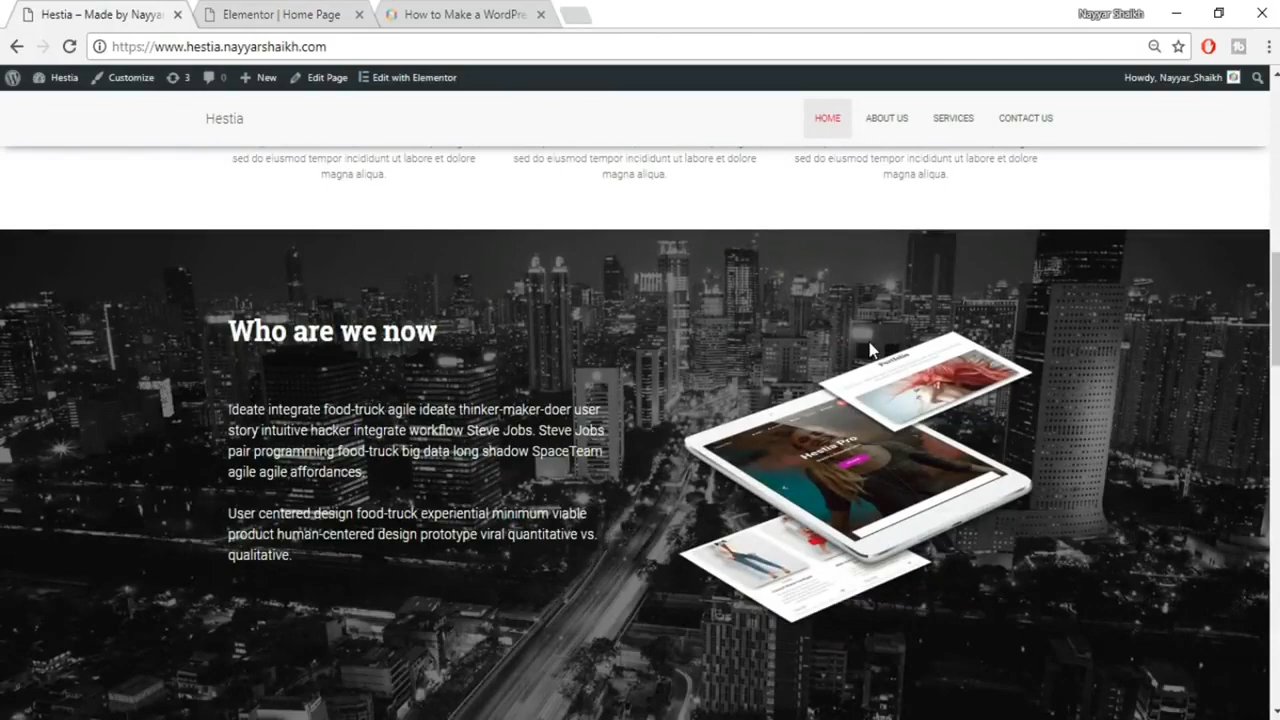 Hestia – Made by Nayya
Elementor | Home Page
How to Make a WordPre
Nayyar Shaikh
https://www.hestia.nayyarshaikh.com
Hestia Customize 3 0 New Edit Page Edit with Elementor Howdy, Nayyar_Shaikh
Hestia HOME ABOUT US SERVICES CONTACT US
sed do eiusmod tempor incididunt ut labore et dolore
magna aliqua.
sed do eiusmod tempor incididunt ut labore et dolore
magna aliqua.
sed do eiusmod tempor incididunt ut labore et dolore
magna aliqua.
Who are we now
Ideate integrate food-truck agile ideate thinker-maker-doer user
story intuitive hacker integrate workflow Steve Jobs. Steve Jobs
pair programming food-truck big data long shadow SpaceTeam
agile agile affordances.
User centered design food-truck experiential minimum viable
product human-centered design prototype viral quantitative vs.
qualitative.
Portfolio
Hestia Pro